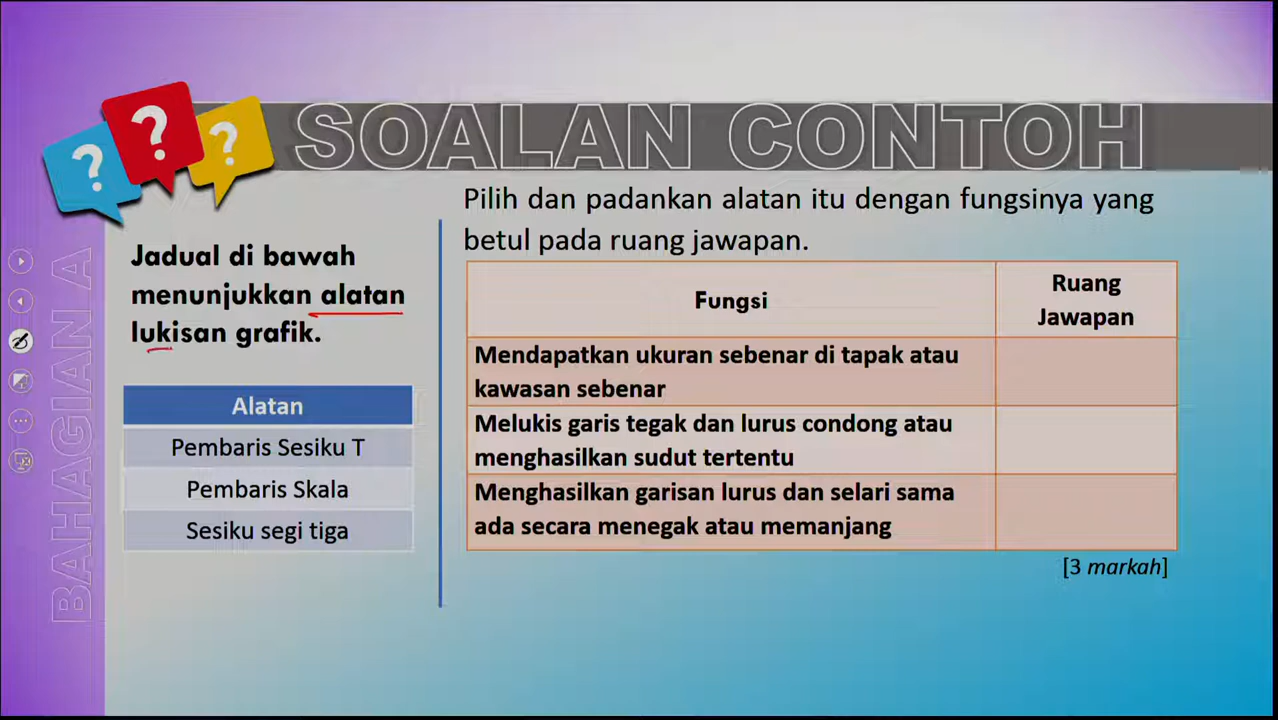 ? ? ?
SOALAN CONTOH
BAHAGIAN A
Jadual di bawah
menunjukkan alatan
lukisan grafik.
Alatan
Pembaris Sesiku T
Pembaris Skala
Sesiku segi tiga
Pilih dan padankan alatan itu dengan fungsinya yang
betul pada ruang jawapan.
Fungsi
Ruang
Jawapan
Mendapatkan ukuran sebenar di tapak atau
kawasan sebenar
Melukis garis tegak dan lurus condong atau
menghasilkan sudut tertentu
Menghasilkan garisan lurus dan selari sama
ada secara menegak atau memanjang
[3 markah]